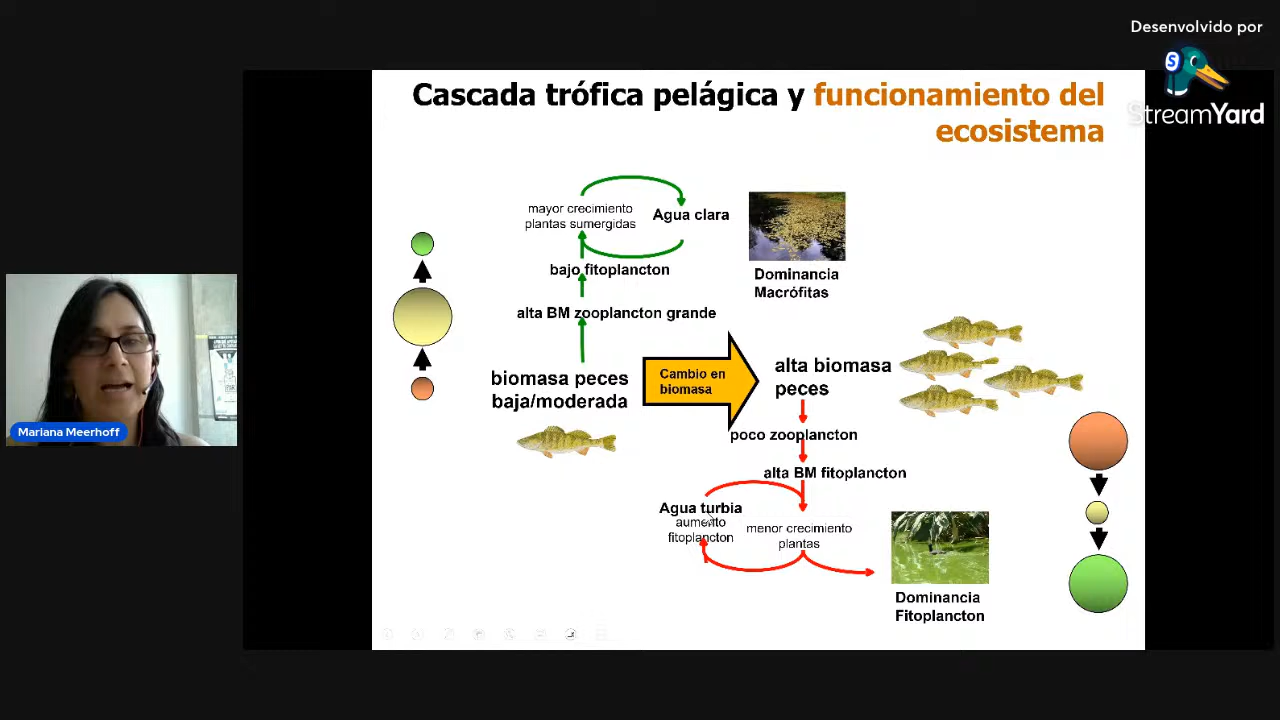 Desenvolvido por
StreamYard
Cascada trófica pelágica y funcionamiento del
ecosistema
mayor crecimiento
plantas sumergidas
Agua clara
bajo fitoplancton
alta BM zooplancton grande
Dominancia
Macrófitas
biomasa peces
baja/moderada
Cambio en
biomasa
alta biomasa
peces
poco zooplancton
alta BM fitoplancton
Agua turbia
aumento
fitoplancton
menor crecimiento
plantas
Dominancia
Fitoplancton
Mariana Meerhoff